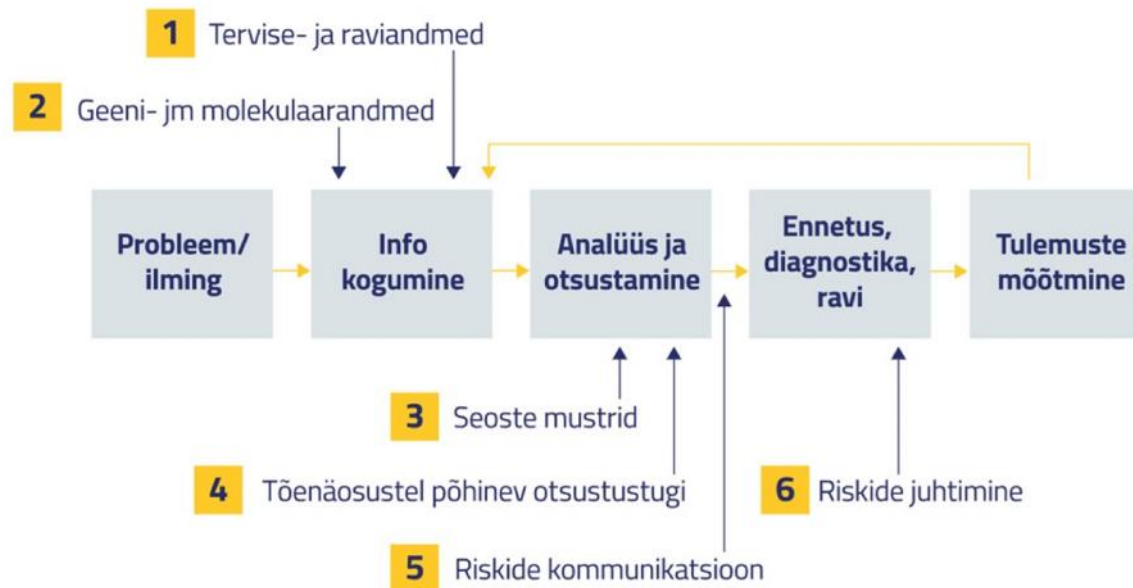 1 Tervise- ja raviandmed
2 Geeni- jm molekulaarandmed
Probleem/
ilming
Info
kogumine
Analüüs ja
otsustamine
Ennetus,
diagnostika,
ravi
Tulemuste
mõõtmine
3 Seoste mustrid
4 Tõenäosustel põhinev otsustustugi
6 Riskide juhtimine
5 Riskide kommunikatsioon